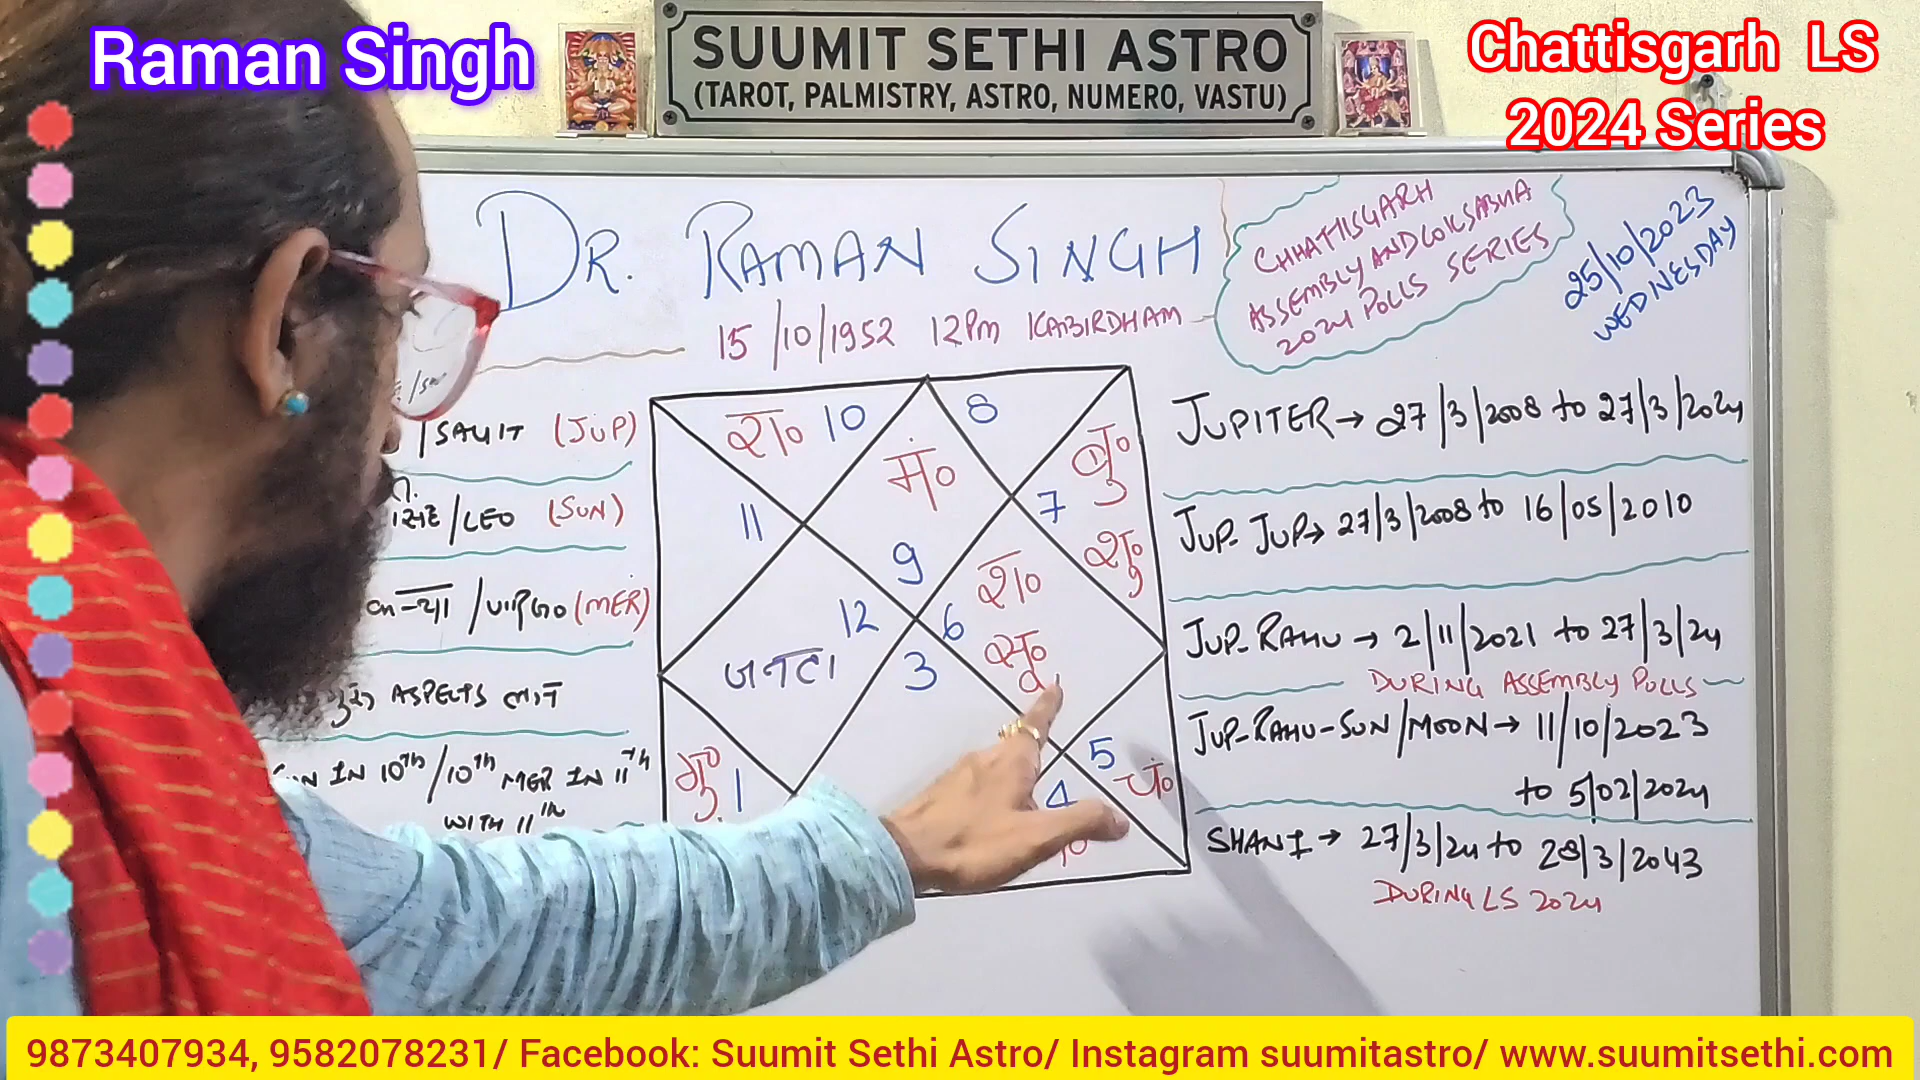 Raman Singh
SUUMIT SETHI ASTRO
(TAROT, PALMISTRY, ASTRO, NUMERO, VASTU)
Chattisgarh LS
2024 Series
DR. RAMAN SINGH
15/10/1952 12PM KABIRDHAM
CHHATTISGARH
ASSEMBLY AND LOKSABHA
2024 POLLS SERIES
25/10/2023
WEDNESDAY
(JUP)
/LEO (SUN)
/VIRGO (MER)
ASPECTS
IN 10th/10th MER IN 11th
WITH 11th
रा० 10
8
मं०
बु०
7
शु०
11
9
श०
12
6
सू०
जनता
3
गु० 1
5
चं०
4
JUPITER → 27/3/2008 to 27/3/2024
JUP-JUP → 27/3/2008 to 16/05/2010
JUP-RAHU → 2/11/2021 to 27/3/24
DURING ASSEMBLY POLLS
JUP-RAHU-SUN/MOON → 11/10/2023
to 5/02/2024
SHANI → 27/3/24 to 28/3/2043
DURING LS 2024
9873407934, 9582078231/ Facebook: Suumit Sethi Astro/ Instagram suumitastro/ www.suumitsethi.com